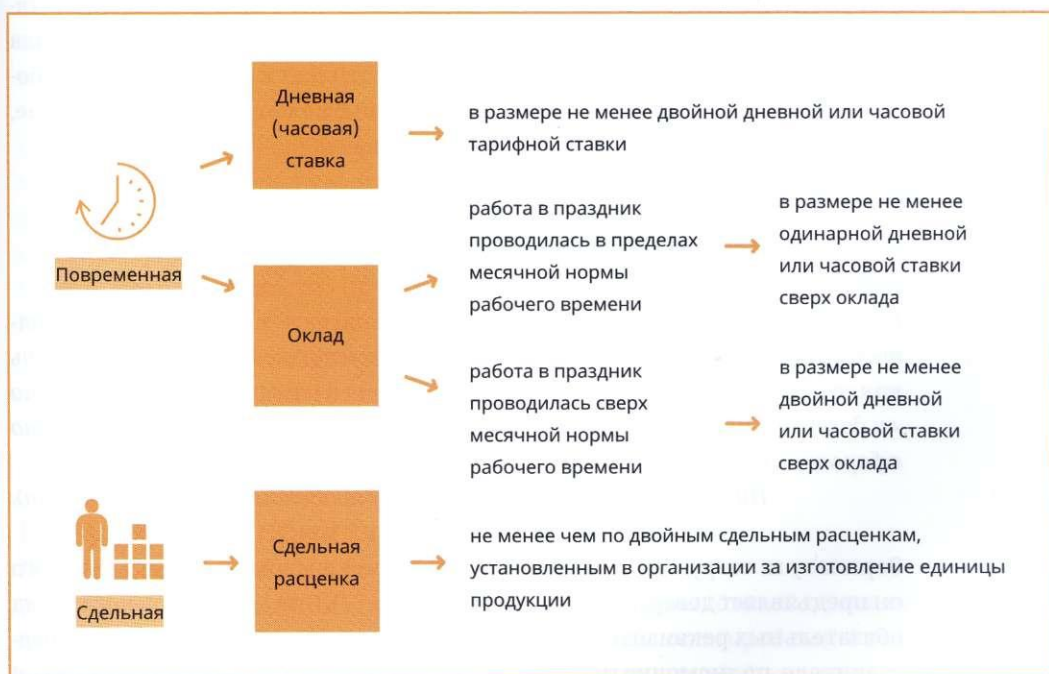 Дневная
(часовая)
ставка
в размере не менее двойной дневной или часовой
тарифной ставки
Повременная
Оклад
работа в праздник
проводилась в пределах
месячной нормы
рабочего времени
в размере не менее
одинарной дневной
или часовой ставки
сверх оклада
работа в праздник
проводилась сверх
месячной нормы
рабочего времени
в размере не менее
двойной дневной
или часовой ставки
сверх оклада
Сдельная
Сдельная
расценка
не менее чем по двойным сдельным расценкам,
установленным в организации за изготовление единицы
продукции